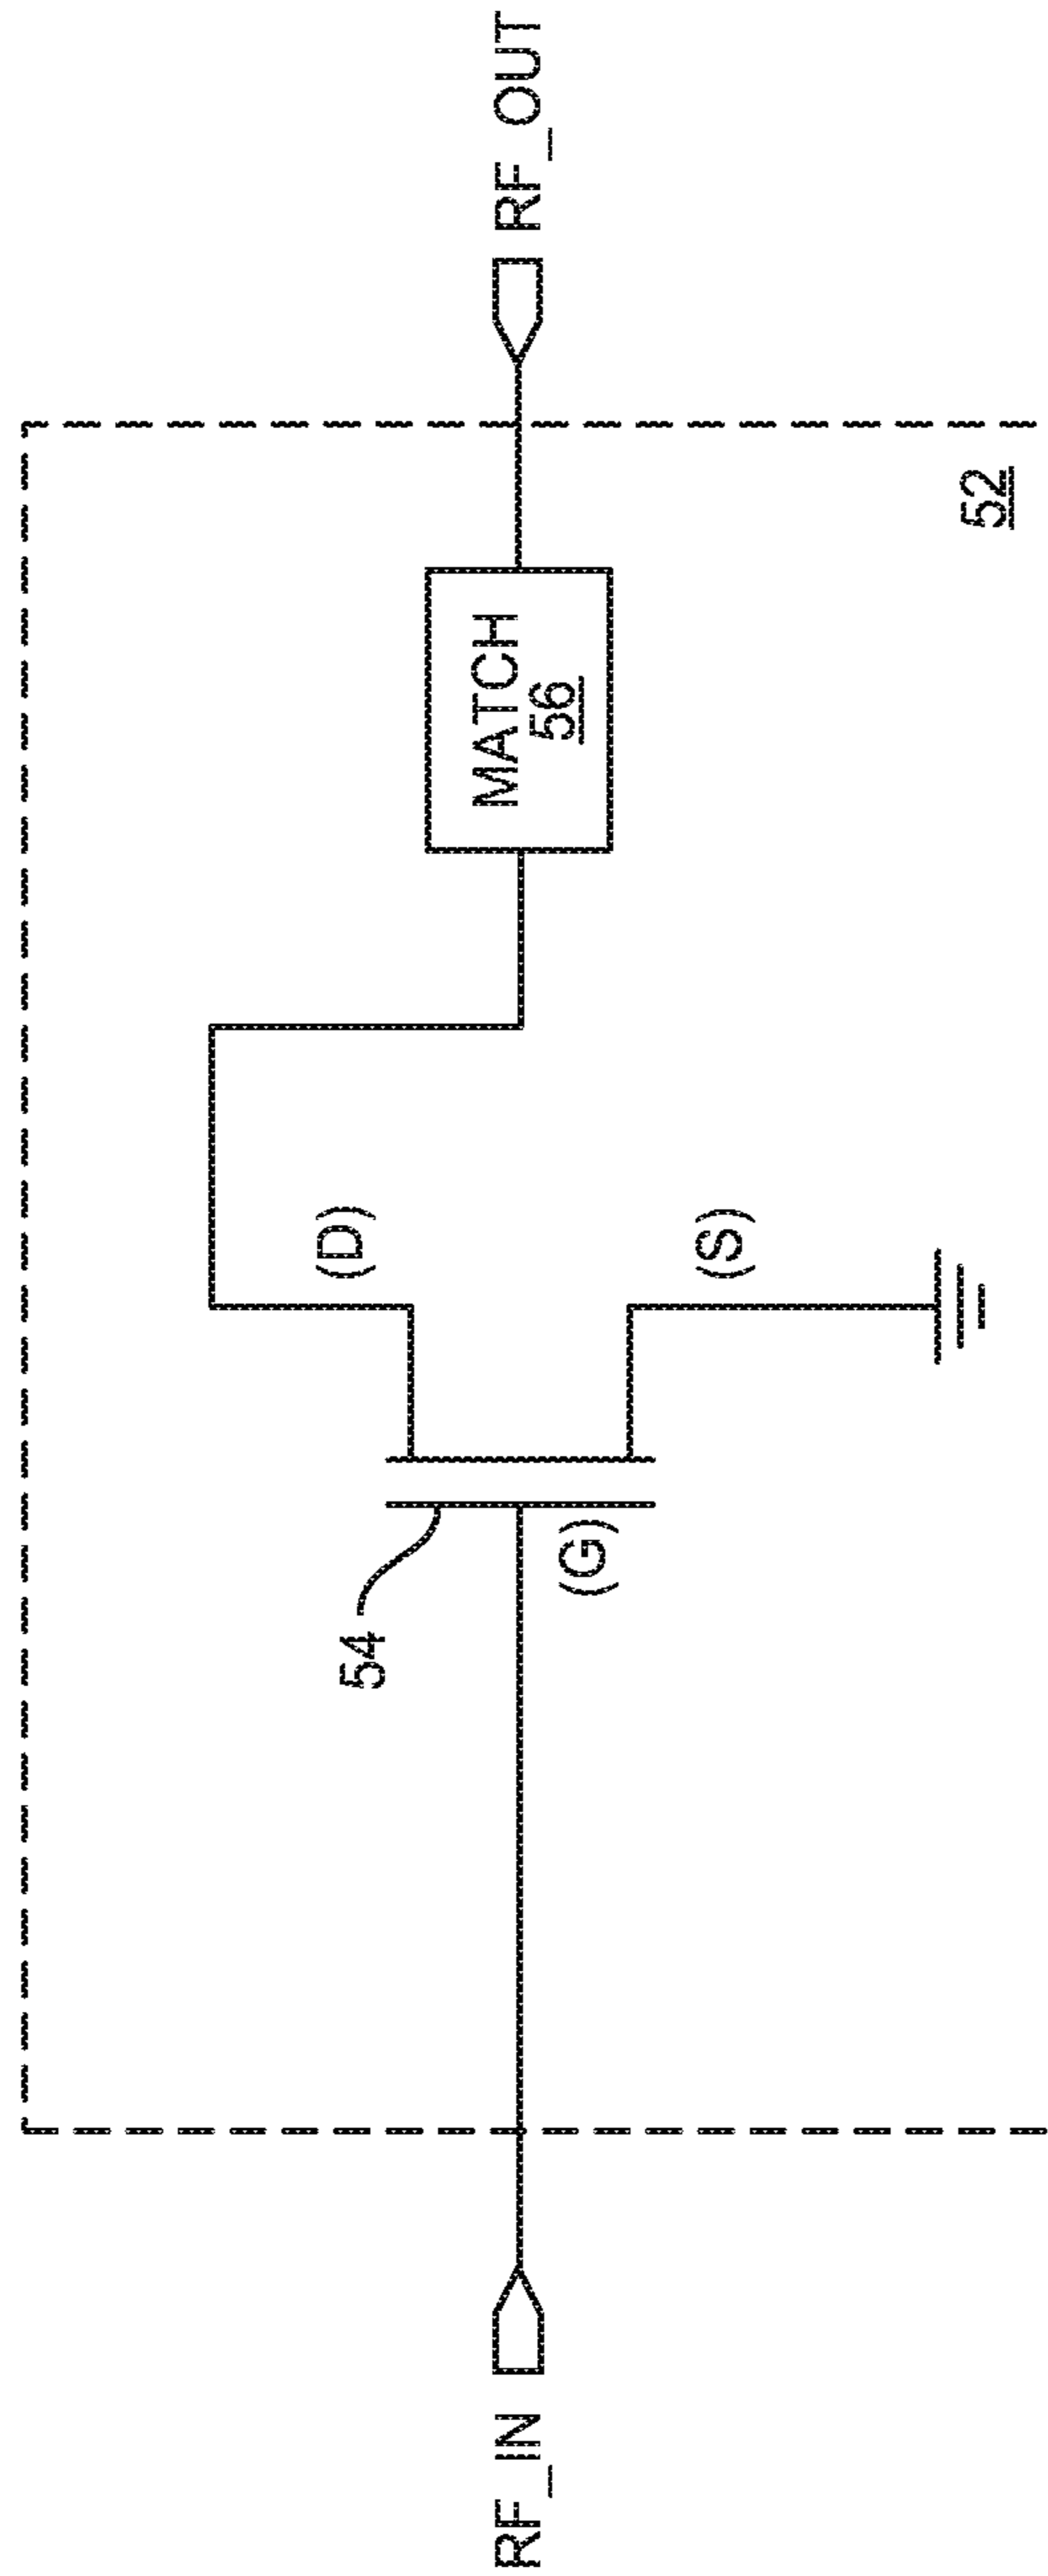 RF_IN
54
(G)
(D)
(S)
MATCH
56
52
RF_OUT